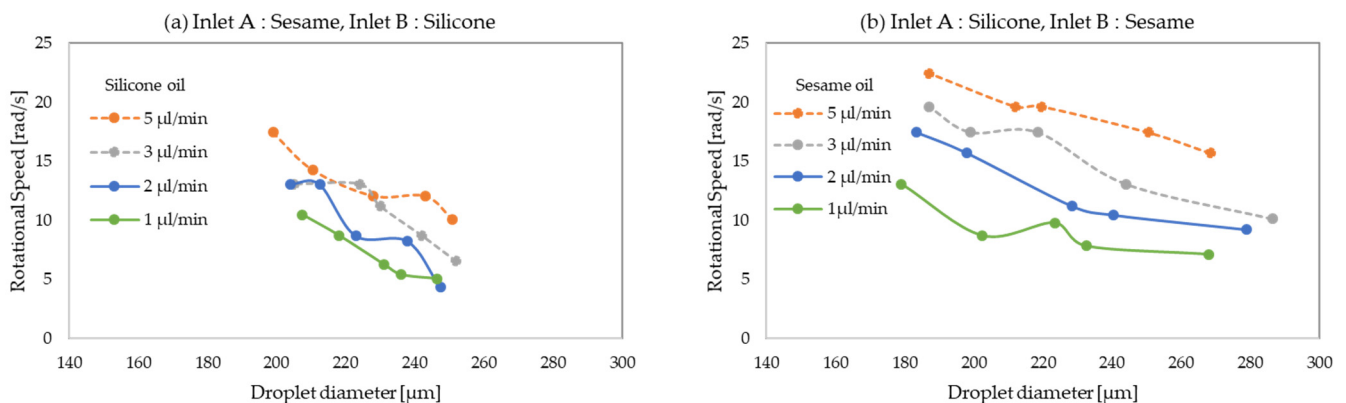 (a) Inlet A : Sesame, Inlet B : Silicone
25
20
15
10
5
0
Rotational Speed [rad/s]
Silicone oil
5 µl/min
3 µl/min
2 µl/min
1 µl/min
140 160 180 200 220 240 260 280 300
Droplet diameter [µm]
(b) Inlet A : Silicone, Inlet B : Sesame
25
20
15
10
5
0
Rotational Speed [rad/s]
Sesame oil
5 µl/min
3 µl/min
2 µl/min
1µl/min
140 160 180 200 220 240 260 280 300
Droplet diameter [µm]